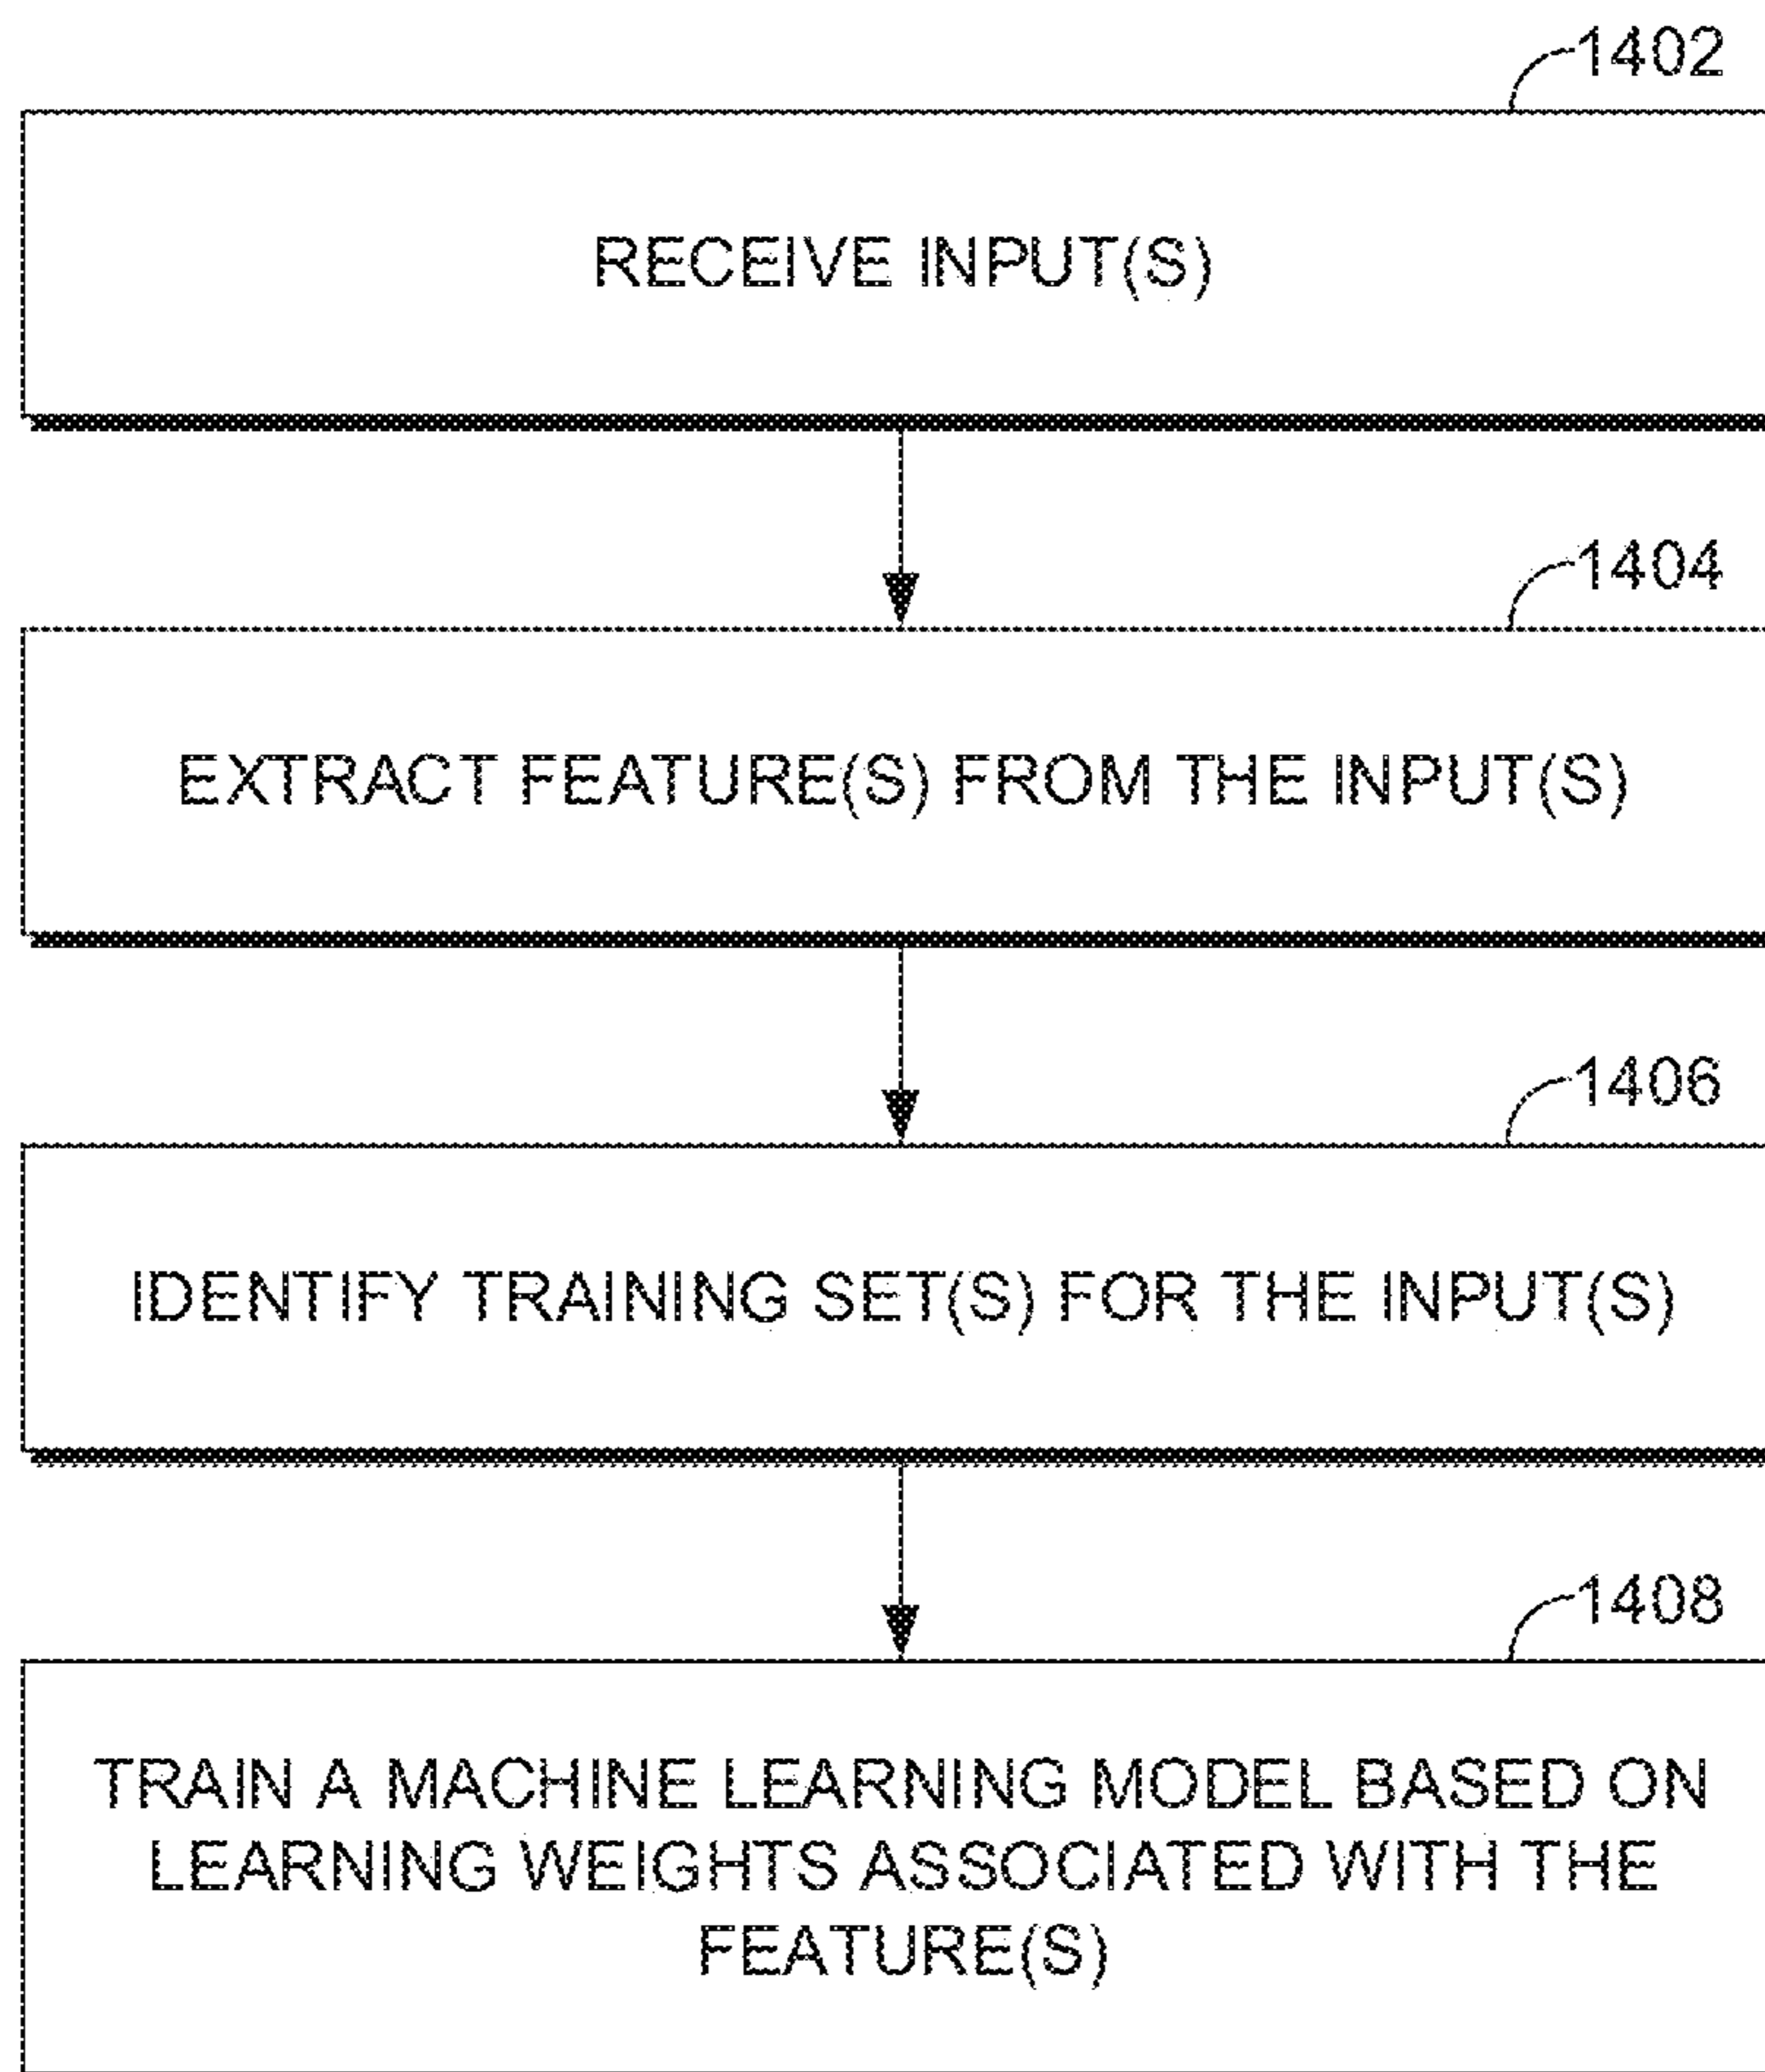 1402
RECEIVE INPUT(S)
1404
EXTRACT FEATURE(S) FROM THE INPUT(S)
1406
IDENTIFY TRAINING SET(S) FOR THE INPUT(S)
1408
TRAIN A MACHINE LEARNING MODEL BASED ON
LEARNING WEIGHTS ASSOCIATED WITH THE
FEATURE(S)